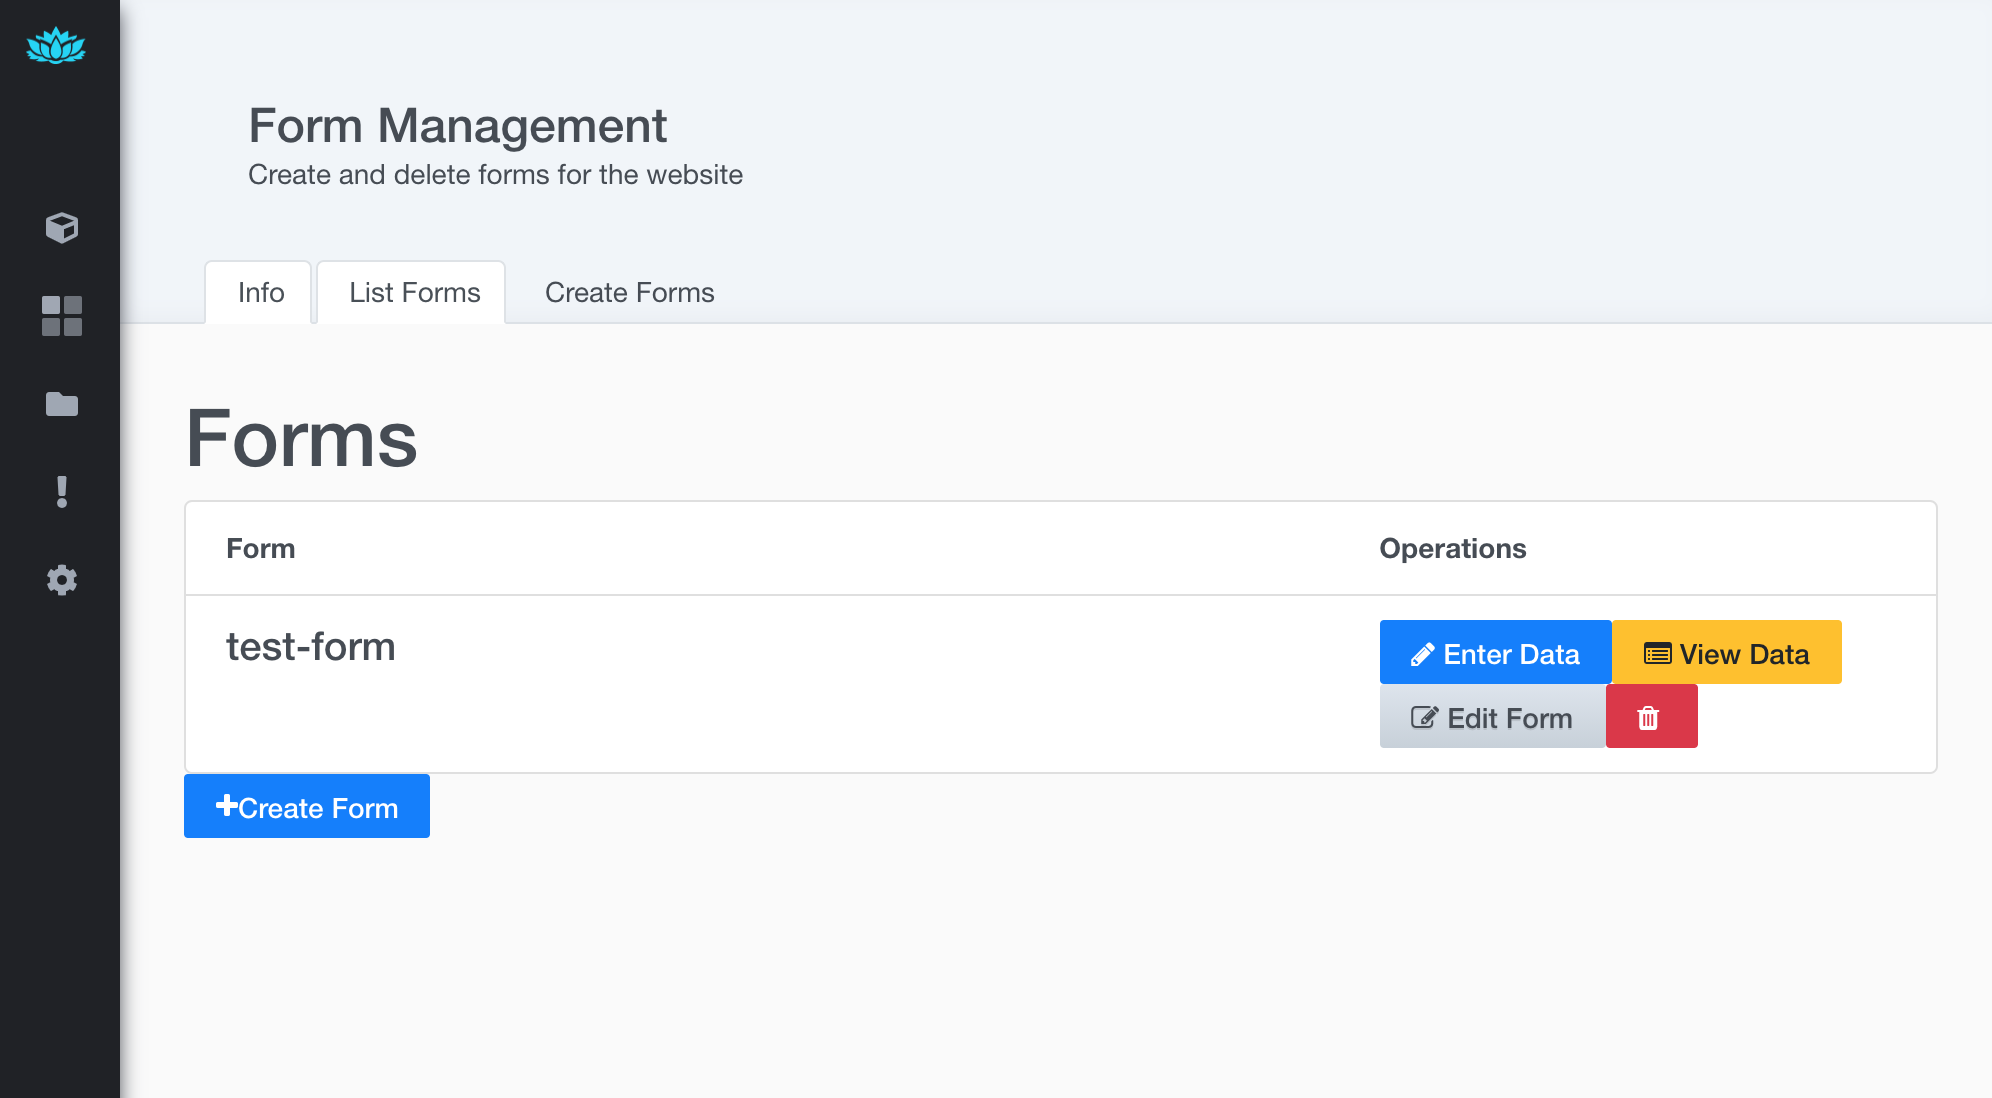 Form Management
Create and delete forms for the website
Info
List Forms
Create Forms
Forms
Form
Operations
test-form
Enter Data
View Data
Edit Form
Create Form